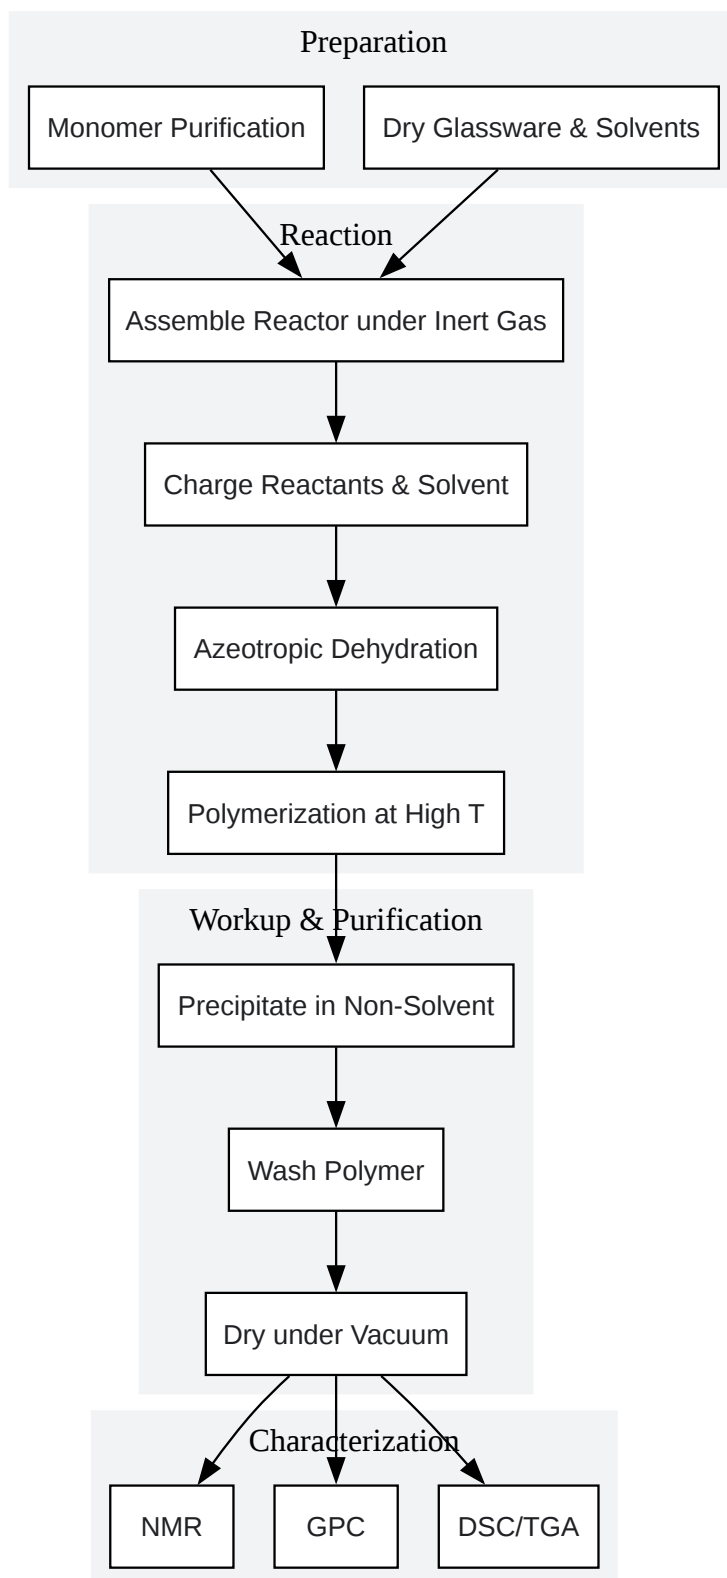 Preparation
Monomer Purification
Dry Glassware & Solvents
Reaction
Assemble Reactor under Inert Gas
Charge Reactants & Solvent
Azeotropic Dehydration
Polymerization at High T
Workup & Purification
Precipitate in Non-Solvent
Wash Polymer
Dry under Vacuum
Characterization
NMR
GPC
DSC/TGA